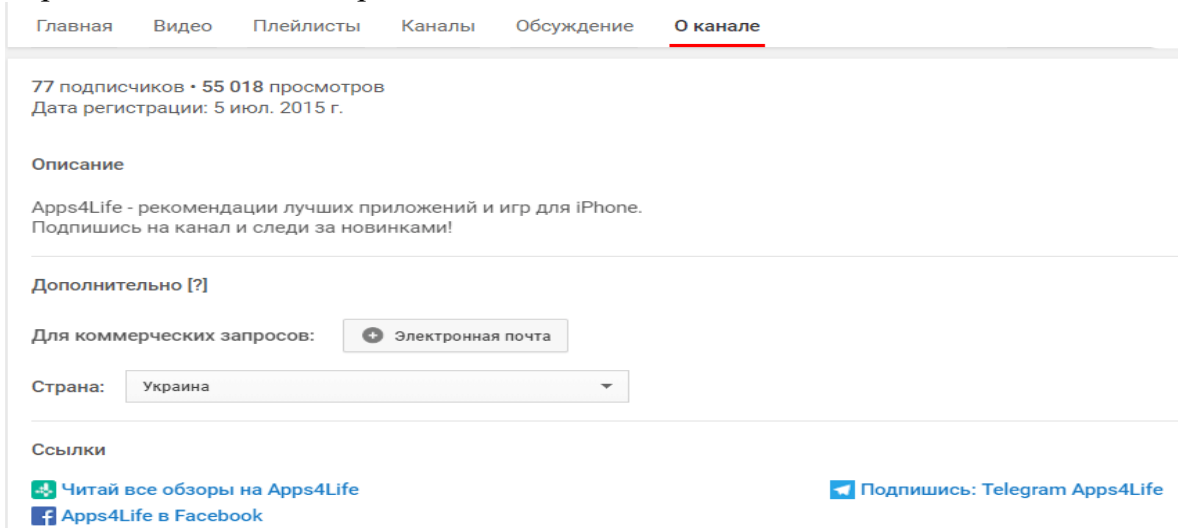 Главная Видео Плейлисты Каналы Обсуждение О канале
77 подписчиков • 55 018 просмотров
Дата регистрации: 5 июл. 2015 г.
Описание
Apps4Life - рекомендации лучших приложений и игр для iPhone.
Подпишись на канал и следи за новинками!
Дополнительно [?]
Для коммерческих запросов: Электронная почта
Страна: Украина
Ссылки
Читай все обзоры на Apps4Life Подпишись: Telegram Apps4Life
Apps4Life в Facebook